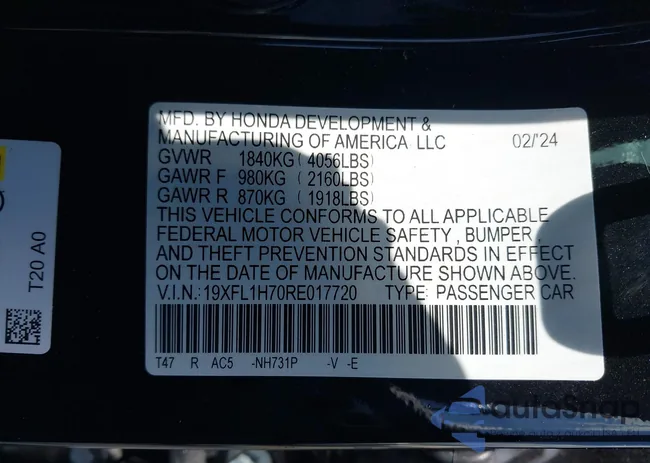 MFD. BY HONDA DEVELOPMENT &
MANUFACTURING OF AMERICA LLC 02/'24
GVWR 1840KG ( 4056LBS)
GAWR F 980KG ( 2160LBS)
GAWR R 870KG ( 1918LBS)
THIS VEHICLE CONFORMS TO ALL APPLICABLE
FEDERAL MOTOR VEHICLE SAFETY , BUMPER ,
AND THEFT PREVENTION STANDARDS IN EFFECT
ON THE DATE OF MANUFACTURE SHOWN ABOVE.
V.I.N.:19XFL1H70RE017720 TYPE: PASSENGER CAR
T47 R AC5 -NH731P -V -E
T20 A0
autoSnap